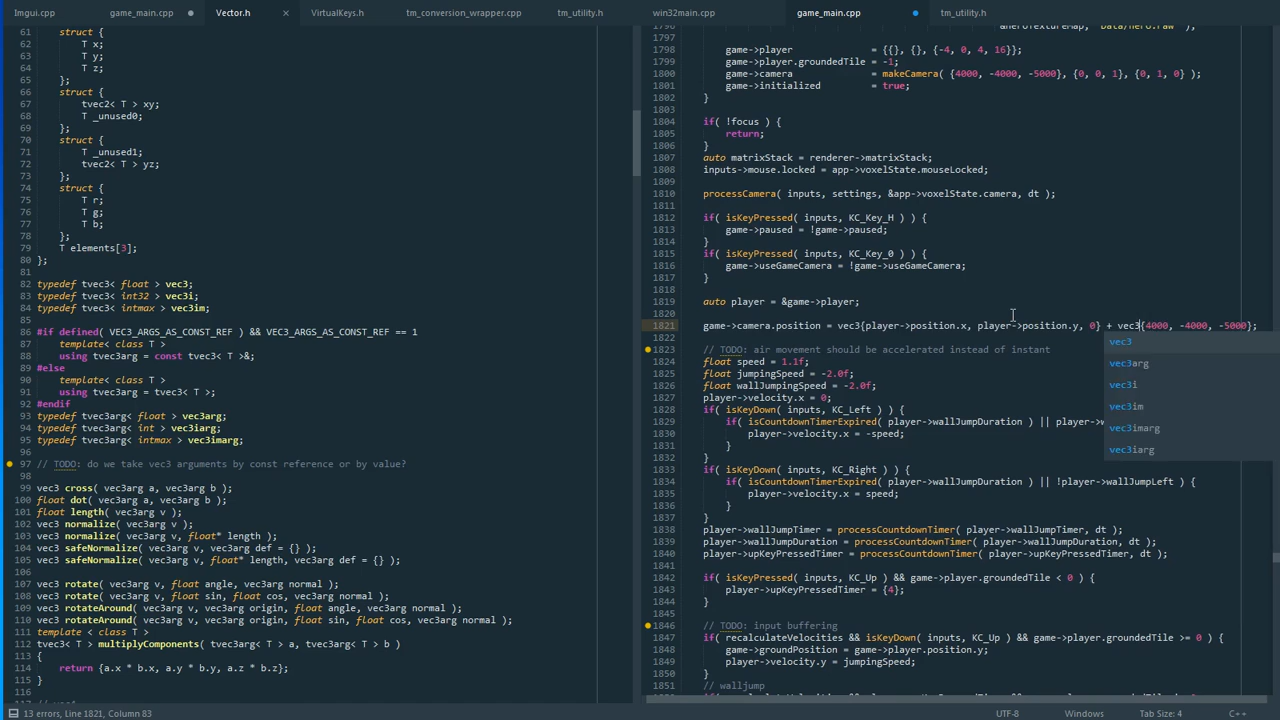 Imgui.cpp game_main.cpp Vector.h VirtualKeys.h tm_conversion_wrapper.cpp tm_utility.h win32main.cpp game_main.cpp tm_utility.h
61 struct {
62 T x;
63 T y;
64 T z;
65 };
66 struct {
67 tvec2< T > xy;
68 T _unused0;
69 };
70 struct {
71 T _unused1;
72 tvec2< T > yz;
73 };
74 struct {
75 T r;
76 T g;
77 T b;
78 };
79 T elements[3];
80 };
81
82 typedef tvec3< float > vec3;
83 typedef tvec3< int32 > vec3i;
84 typedef tvec3< intmax > vec3im;
85
86 #if defined( VEC3_ARGS_AS_CONST_REF ) && VEC3_ARGS_AS_CONST_REF == 1
87 template< class T >
88 using tvec3arg = const tvec3< T >&;
89 #else
90 template< class T >
91 using tvec3arg = tvec3< T >;
92 #endif
93 typedef tvec3arg< float > vec3arg;
94 typedef tvec3arg< int32 > vec3iarg;
95 typedef tvec3arg< intmax > vec3imarg;
96
97 // TODO: do we take vec3 arguments by const reference or by value?
98
99 vec3 cross( vec3arg a, vec3arg b );
100 float dot( vec3arg a, vec3arg b );
101 float length( vec3arg v );
102 vec3 normalize( vec3arg v );
103 vec3 normalize( vec3arg v, float* length );
104 vec3 safeNormalize( vec3arg v, vec3arg def = {} );
105 vec3 safeNormalize( vec3arg v, float* length, vec3arg def = {} );
106
107 vec3 rotate( vec3arg v, float angle, vec3arg normal );
108 vec3 rotate( vec3arg v, float sin, float cos, vec3arg normal );
109 vec3 rotateAround( vec3arg v, vec3arg origin, float angle, vec3arg normal );
110 vec3 rotateAround( vec3arg v, vec3arg origin, float sin, float cos, vec3arg normal );
111 template < class T >
112 tvec3< T > multiplyComponents( tvec3arg< T > a, tvec3arg< T > b )
113 {
114 return {a.x * b.x, a.y * b.y, a.z * b.z};
115 }
116
1797
1798 game->player = {{}, {}, {-4, 0, 4, 16}};
1799 game->player.groundedTile = -1;
1800 game->camera = makeCamera( {4000, -4000, -5000}, {0, 0, 1}, {0, 1, 0} );
1801 game->initialized = true;
1802 }
1803
1804 if( !focus ) {
1805 return;
1806 }
1807 auto matrixStack = renderer->matrixStack;
1808 inputs->mouse.locked = app->voxelState.mouseLocked;
1809
1810 processCamera( inputs, settings, &app->voxelState.camera, dt );
1811
1812 if( isKeyPressed( inputs, KC_Key_H ) ) {
1813 game->paused = !game->paused;
1814 }
1815 if( isKeyPressed( inputs, KC_Key_0 ) ) {
1816 game->useGameCamera = !game->useGameCamera;
1817 }
1818
1819 auto player = &game->player;
1820
1821 game->camera.position = vec3{player->position.x, player->position.y, 0} + vec3{4000, -4000, -5000};
1822
vec3
vec3arg
vec3i
vec3im
vec3imarg
vec3iarg
1823 // TODO: air movement should be accelerated instead of instant
1824 float speed = 1.1f;
1825 float jumpingSpeed = -2.0f;
1826 float wallJumpingSpeed = -2.0f;
1827 player->velocity.x = 0;
1828 if( isKeyDown( inputs, KC_Left ) ) {
1829 if( isCountdownTimerExpired( player->wallJumpDuration ) || player->w
1830 player->velocity.x = -speed;
1831 }
1832 }
1833 if( isKeyDown( inputs, KC_Right ) ) {
1834 if( isCountdownTimerExpired( player->wallJumpDuration ) || !player->wallJumpLeft ) {
1835 player->velocity.x = speed;
1836 }
1837 }
1838 player->wallJumpTimer = processCountdownTimer( player->wallJumpTimer, dt );
1839 player->wallJumpDuration = processCountdownTimer( player->wallJumpDuration, dt );
1840 player->upKeyPressedTimer = processCountdownTimer( player->upKeyPressedTimer, dt );
1841
1842 if( isKeyPressed( inputs, KC_Up ) && game->player.groundedTile < 0 ) {
1843 player->upKeyPressedTimer = {4};
1844 }
1845
1846 // TODO: input buffering
1847 if( recalculateVelocities && isKeyDown( inputs, KC_Up ) && game->player.groundedTile >= 0 ) {
1848 game->groundPosition = game->player.position.y;
1849 player->velocity.y = jumpingSpeed;
1850 }
1851 // walljump
13 errors, Line 1821, Column 83 UTF-8 Windows Tab Size: 4 C++